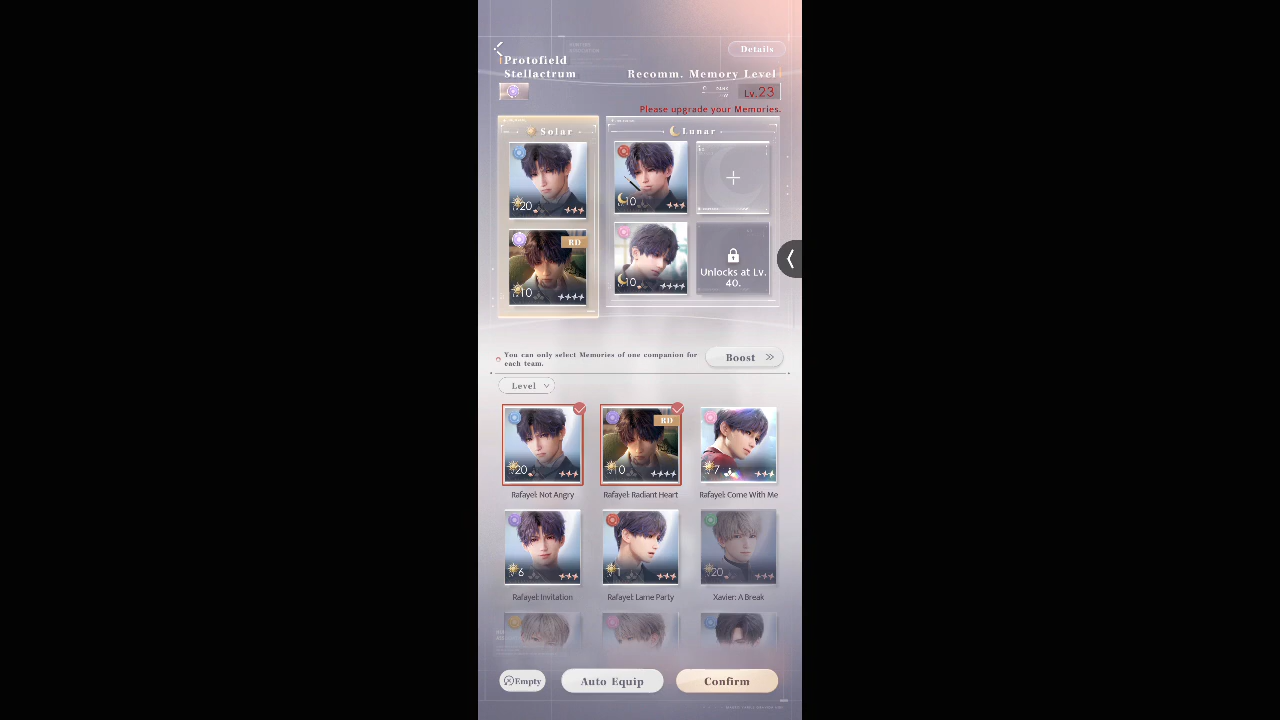 Details
Protofield
Stellactrum
Recomm. Memory Level
Lv.23
Please upgrade your Memories.
Solar
Lunar
20
10
10
RD
10
10
Unlocks at Lv.
40.
You can only select Memories of one companion for
each team.
Boost
Level
20
RD
10
7
Rafayel: Not Angry
Rafayel: Radiant Heart
Rafayel: Come With Me
6
1
20
Rafayel: Invitation
Rafayel: Lame Party
Xavier: A Break
Empty
Auto Equip
Confirm